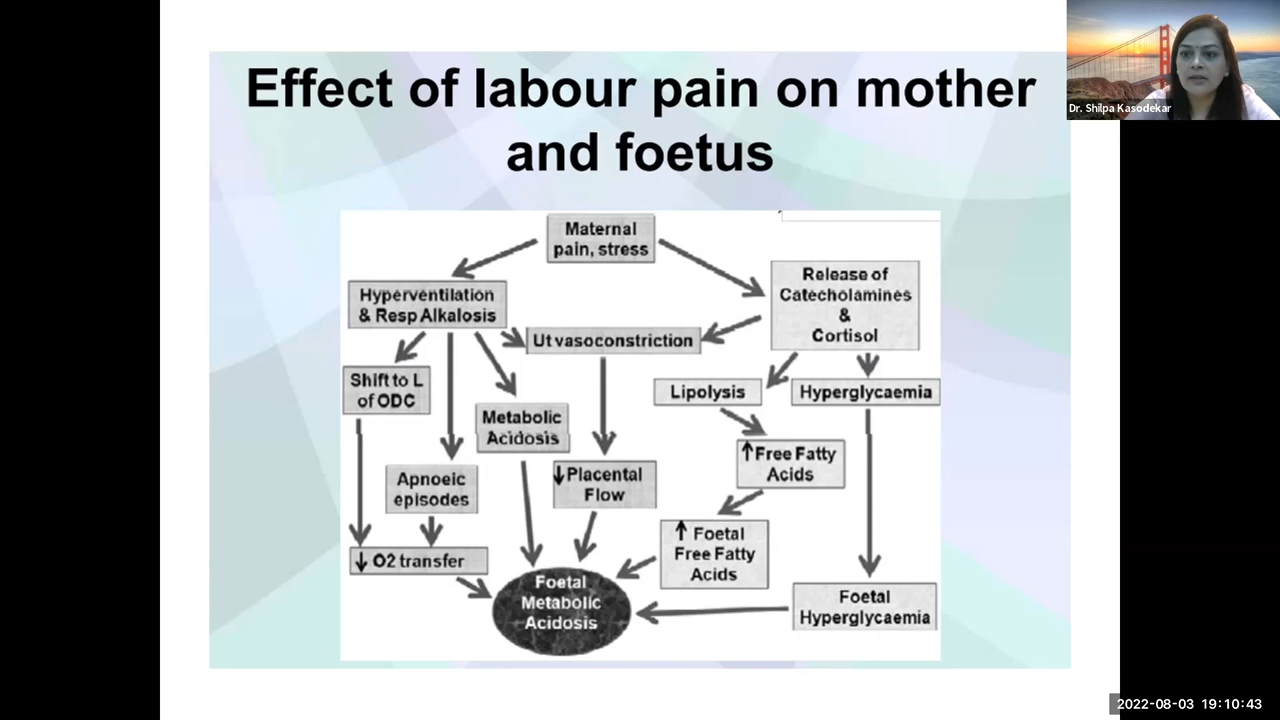 Effect of labour pain on mother
and foetus
Dr. Shilpa Kasodekar
Maternal
pain, stress
Hyperventilation
& Resp Alkalosis
Release of
Catecholamines
&
Cortisol
Ut vasoconstriction
Shift to L
of ODC
Lipolysis
Hyperglycaemia
Metabolic
Acidosis
↑Free Fatty
Acids
Apnoeic
episodes
↓Placental
Flow
↑ Foetal
Free Fatty
Acids
↓ O2 transfer
Foetal
Metabolic
Acidosis
Foetal
Hyperglycaemia
2022-08-03 19:10:43